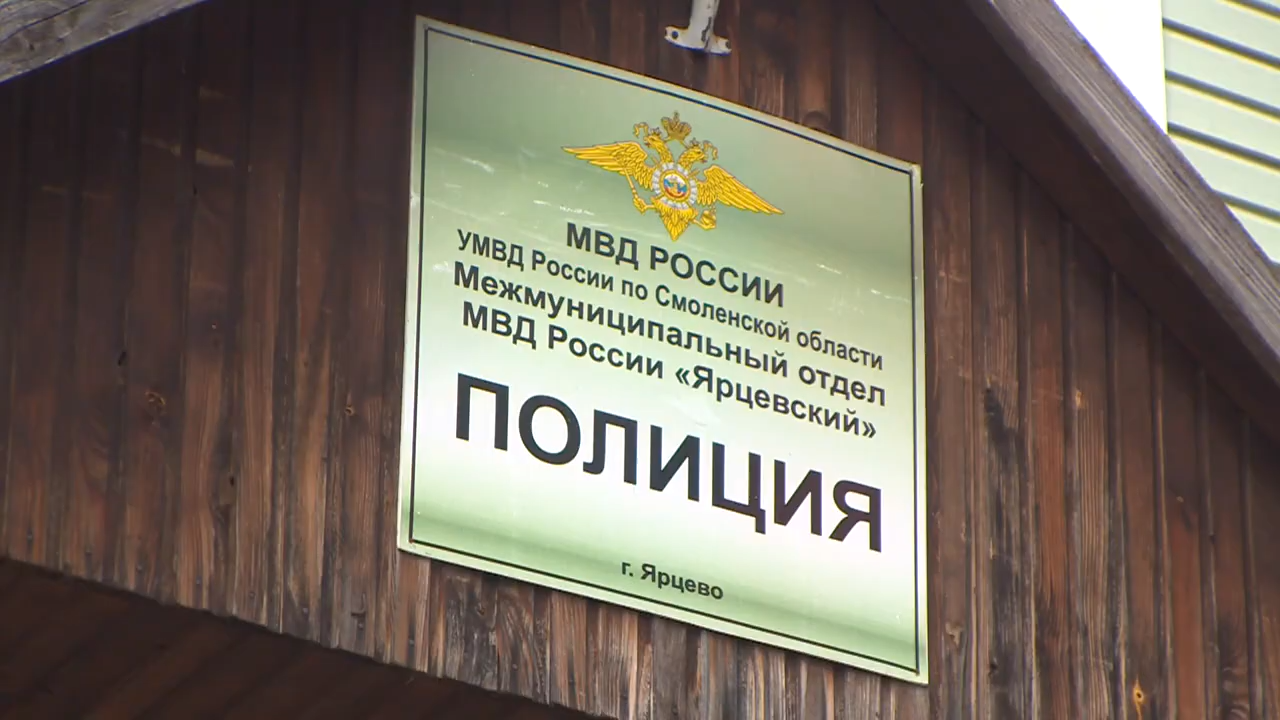 МВД РОССИИ
УМВД России по Смоленской области
Межмуниципальный отдел
МВД России «Ярцевский»
ПОЛИЦИЯ
г. Ярцево